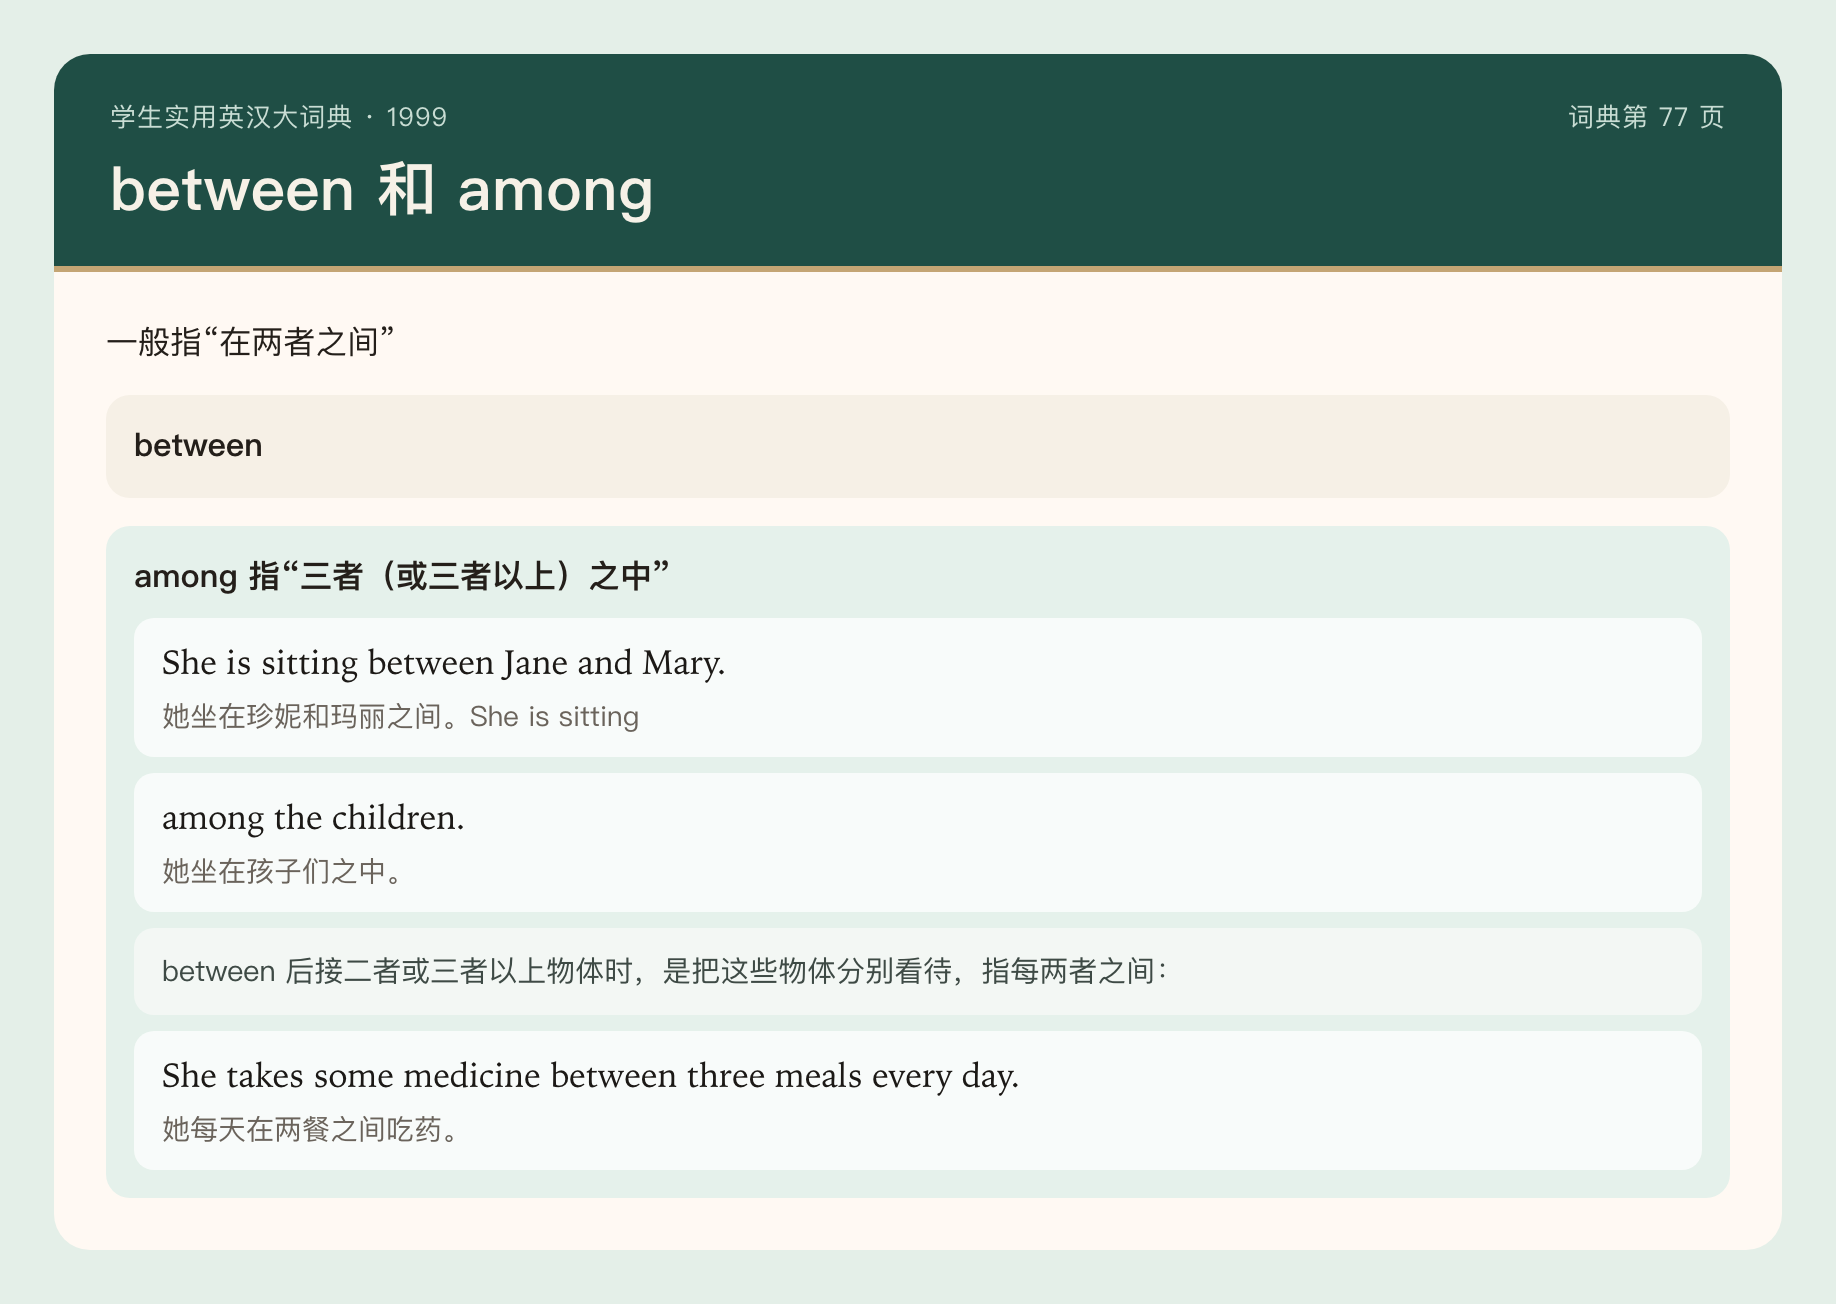 学生实用英汉大词典 · 1999
词典第 77 页
between 和 among
一般指“在两者之间”
between
among 指“三者（或三者以上）之中”
She is sitting between Jane and Mary.
她坐在珍妮和玛丽之间。She is sitting
among the children.
她坐在孩子们之中。
between 后接二者或三者以上物体时，是把这些物体分别看待，指每两者之间：
She takes some medicine between three meals every day.
她每天在两餐之间吃药。